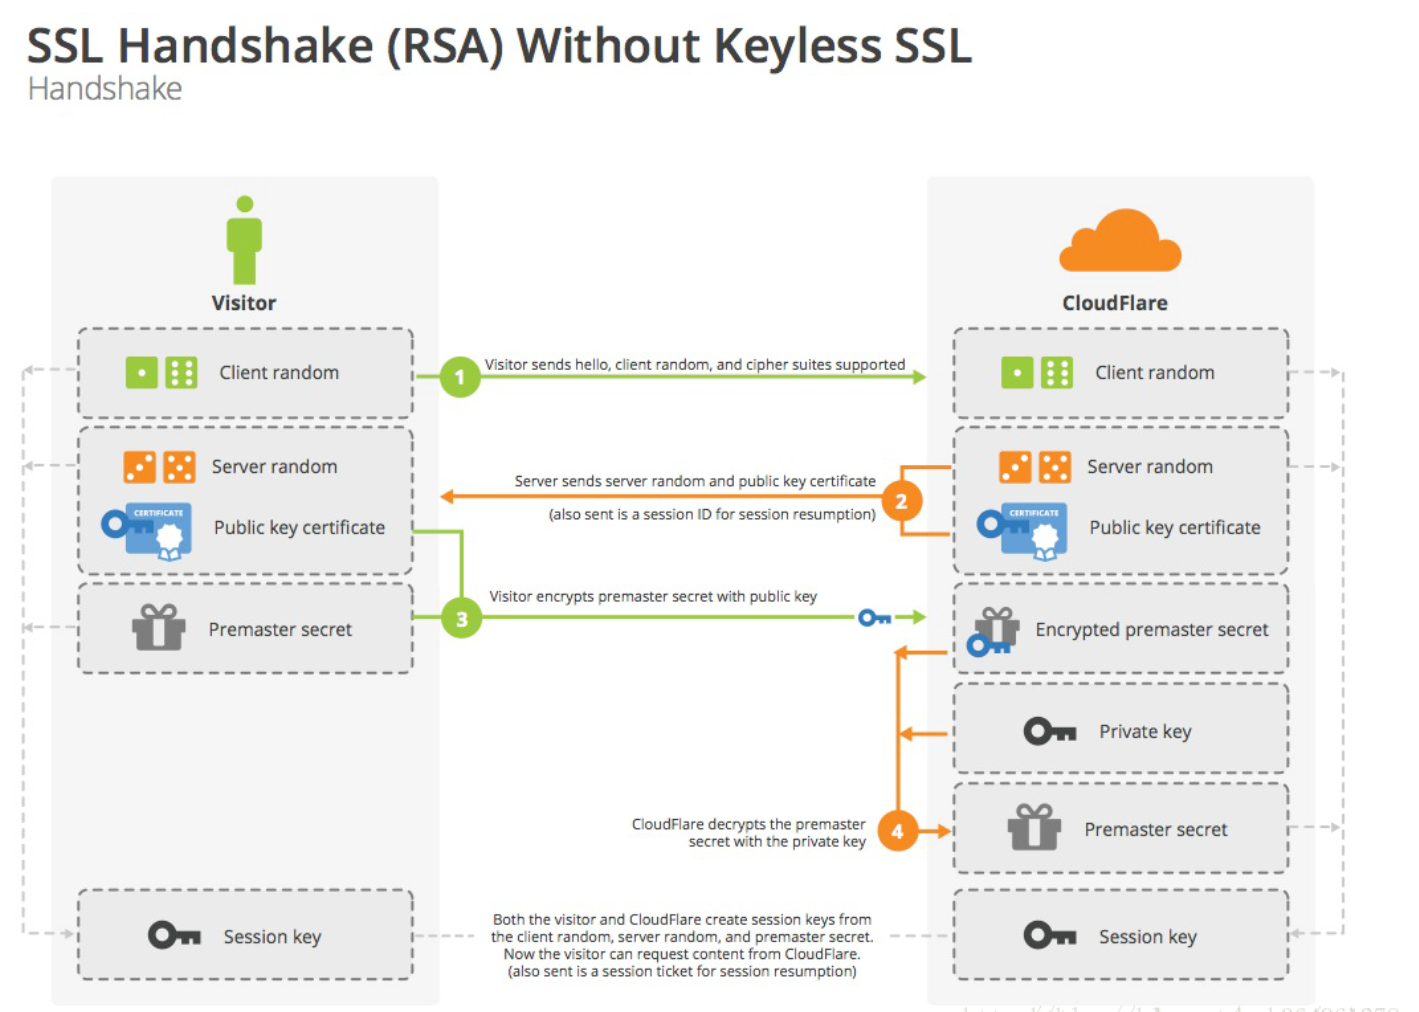 SSL Handshake (RSA) Without Keyless SSL
Handshake
Visitor
CloudFlare
Client random
1
Visitor sends hello, client random, and cipher suites supported
Client random
Server random
CERTIFICATE
Public key certificate
Server sends server random and public key certificate
(also sent is a session ID for session resumption)
2
Server random
CERTIFICATE
Public key certificate
Premaster secret
3
Visitor encrypts premaster secret with public key
Encrypted premaster secret
Private key
CloudFlare decrypts the premaster
secret with the private key
4
Premaster secret
Session key
Both the visitor and CloudFlare create session keys from
the client random, server random, and premaster secret.
Now the visitor can request content from CloudFlare.
(also sent is a session ticket for session resumption)
Session key